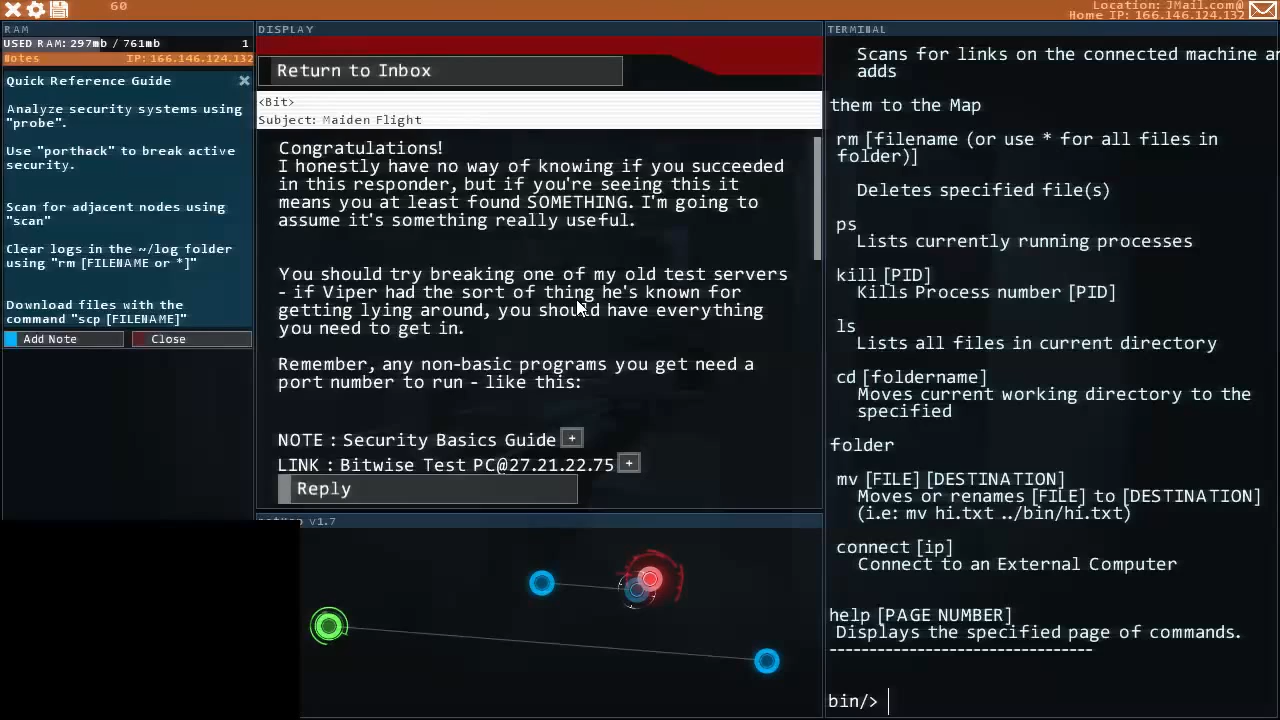 60
Location: JMail.com@
Home IP: 166.146.124.132
RAM
USED RAM: 297mb / 761mb 1
Notes IP: 166.146.124.132
Quick Reference Guide
Analyze security systems using
"probe".
Use "porthack" to break active
security.
Scan for adjacent nodes using
"scan"
Clear logs in the ~/log folder
using "rm [FILENAME or *]"
Download files with the
command "scp [FILENAME]"
Add Note
Close
DISPLAY
Return to Inbox
<Bit>
Subject: Maiden Flight
Congratulations!
I honestly have no way of knowing if you succeeded
in this responder, but if you're seeing this it
means you at least found SOMETHING. I'm going to
assume it's something really useful.
You should try breaking one of my old test servers
- if Viper had the sort of thing he's known for
getting lying around, you should have everything
you need to get in.
Remember, any non-basic programs you get need a
port number to run - like this:
NOTE : Security Basics Guide +
LINK : Bitwise Test PC@27.21.22.75 +
Reply
v1.7
TERMINAL
Scans for links on the connected machine an
adds
them to the Map
rm [filename (or use * for all files in
folder)]
Deletes specified file(s)
ps
Lists currently running processes
kill [PID]
Kills Process number [PID]
ls
Lists all files in current directory
cd [foldername]
Moves current working directory to the
specified
folder
mv [FILE] [DESTINATION]
Moves or renames [FILE] to [DESTINATION]
(i.e: mv hi.txt ../bin/hi.txt)
connect [ip]
Connect to an External Computer
help [PAGE NUMBER]
Displays the specified page of commands.
---------------------------------
bin/>